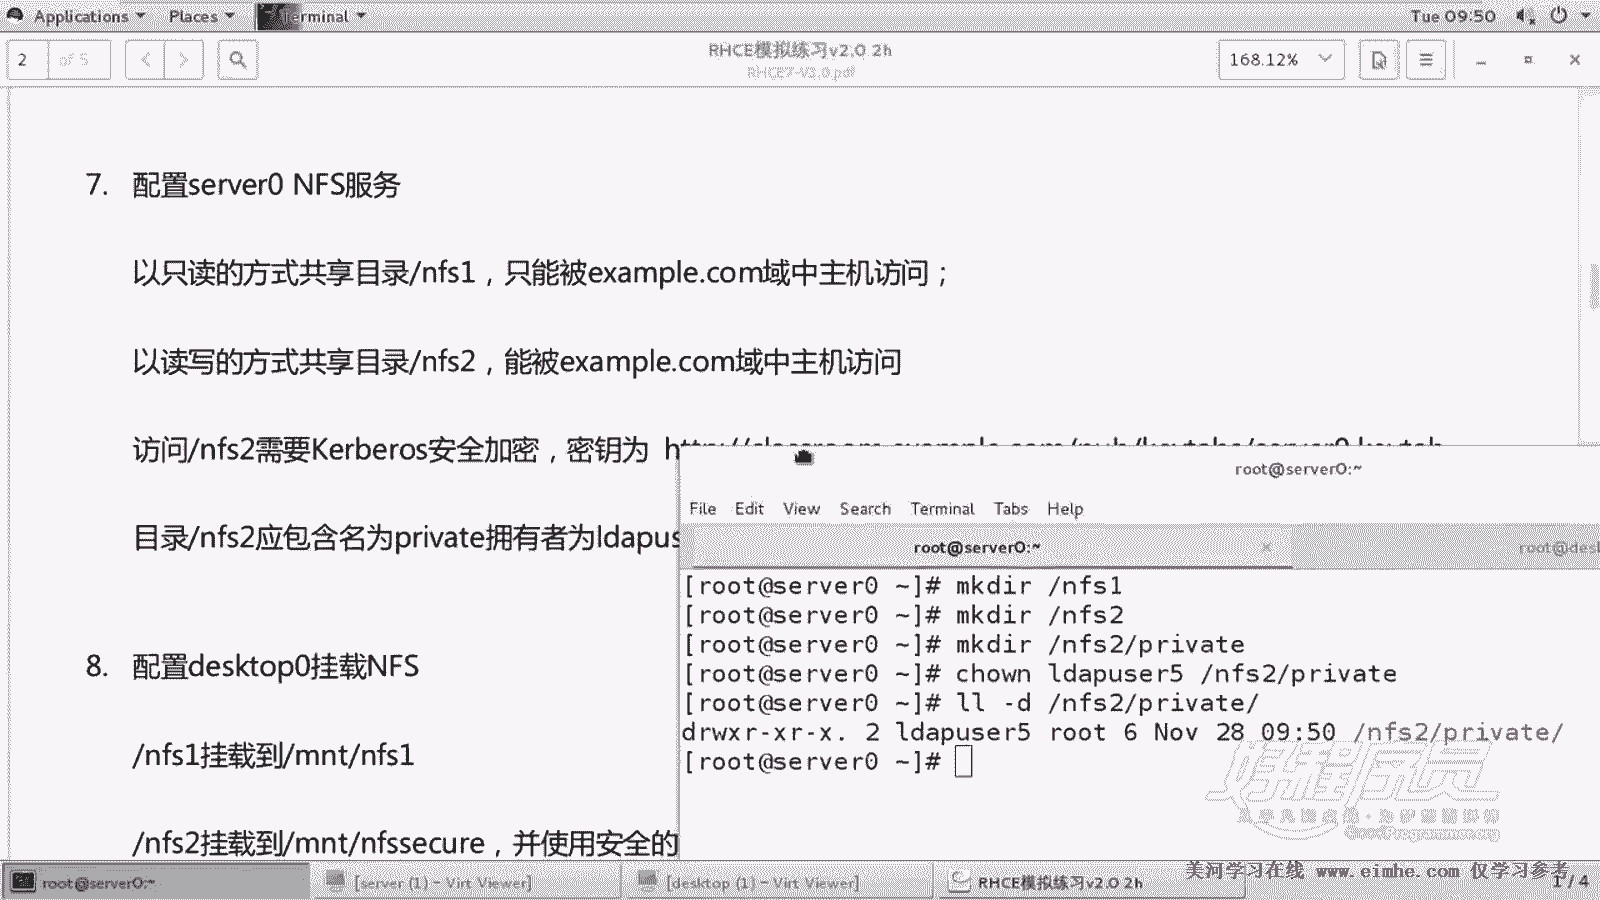 Applications Places Terminal Tue 09:50
2 of 5 RHCE模拟练习v2.0 2h 168.12%
RHCE7-V3.0.pdf
7. 配置server0 NFS服务
以只读的方式共享目录/nfs1，只能被example.com域中主机访问；
以读写的方式共享目录/nfs2，能被example.com域中主机访问
访问/nfs2需要Kerberos安全加密，密钥为 http://classroom.example.com/pub/keytabs/server0.keytab
目录/nfs2应包含名为private拥有者为ldapus
8. 配置desktop0挂载NFS
/nfs1挂载到/mnt/nfs1
/nfs2挂载到/mnt/nfssecure，并使用安全的
root@server0:~
File Edit View Search Terminal Tabs Help
root@server0:~ root@desk
[root@server0 ~]# mkdir /nfs1
[root@server0 ~]# mkdir /nfs2
[root@server0 ~]# mkdir /nfs2/private
[root@server0 ~]# chown ldapuser5 /nfs2/private
[root@server0 ~]# ll -d /nfs2/private/
drwxr-xr-x. 2 ldapuser5 root 6 Nov 28 09:50 /nfs2/private/
[root@server0 ~]#
好程序员
GoodProgrammer.org
root@server0:~ [server (1) – Virt Viewer] [desktop (1) – Virt Viewer] RHCE模拟练习v2.0 2h 1 / 4
美河学习在线 www.eimhe.com 仅学习参考